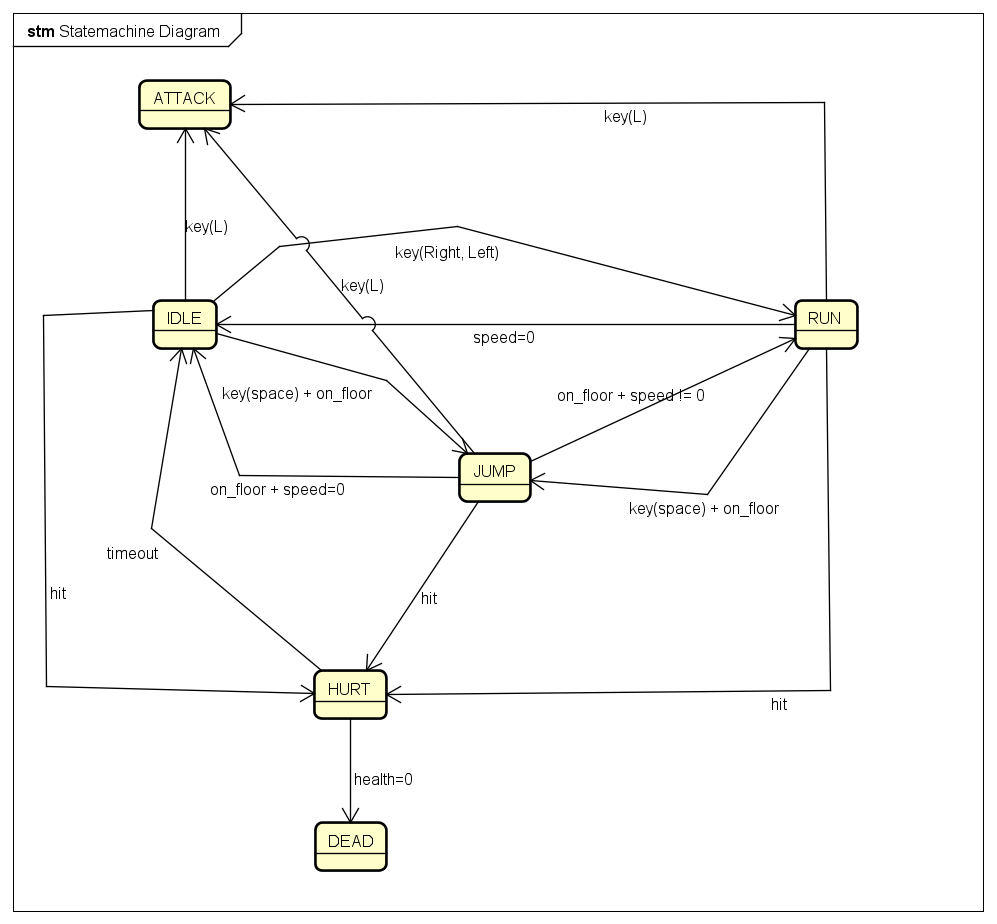 stm Statemachine Diagram
ATTACK
key(L)
key(L)
key(Right, Left)
key(L)
IDLE
RUN
speed=0
key(space) + on_floor
on_floor + speed != 0
JUMP
on_floor + speed=0
key(space) + on_floor
timeout
hit
hit
HURT
hit
health=0
DEAD